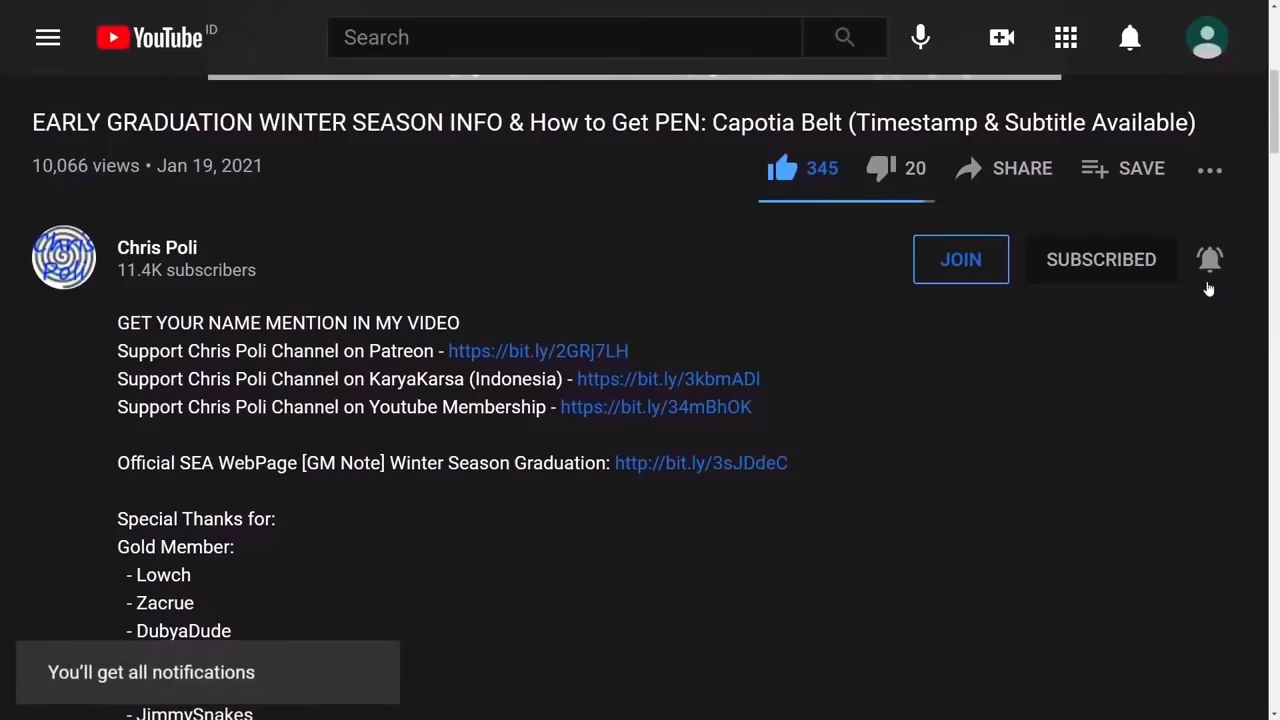 YouTube ID
Search
EARLY GRADUATION WINTER SEASON INFO & How to Get PEN: Capotia Belt (Timestamp & Subtitle Available)
10,066 views • Jan 19, 2021
345 20 SHARE SAVE
Chris Poli
Chris Poli
11.4K subscribers
JOIN SUBSCRIBED
GET YOUR NAME MENTION IN MY VIDEO
Support Chris Poli Channel on Patreon - https://bit.ly/2GRj7LH
Support Chris Poli Channel on KaryaKarsa (Indonesia) - https://bit.ly/3kbmADl
Support Chris Poli Channel on Youtube Membership - https://bit.ly/34mBhOK
Official SEA WebPage [GM Note] Winter Season Graduation: http://bit.ly/3sJDdeC
Special Thanks for:
Gold Member:
- Lowch
- Zacrue
- DubyaDude
You'll get all notifications
- JimmySnakes